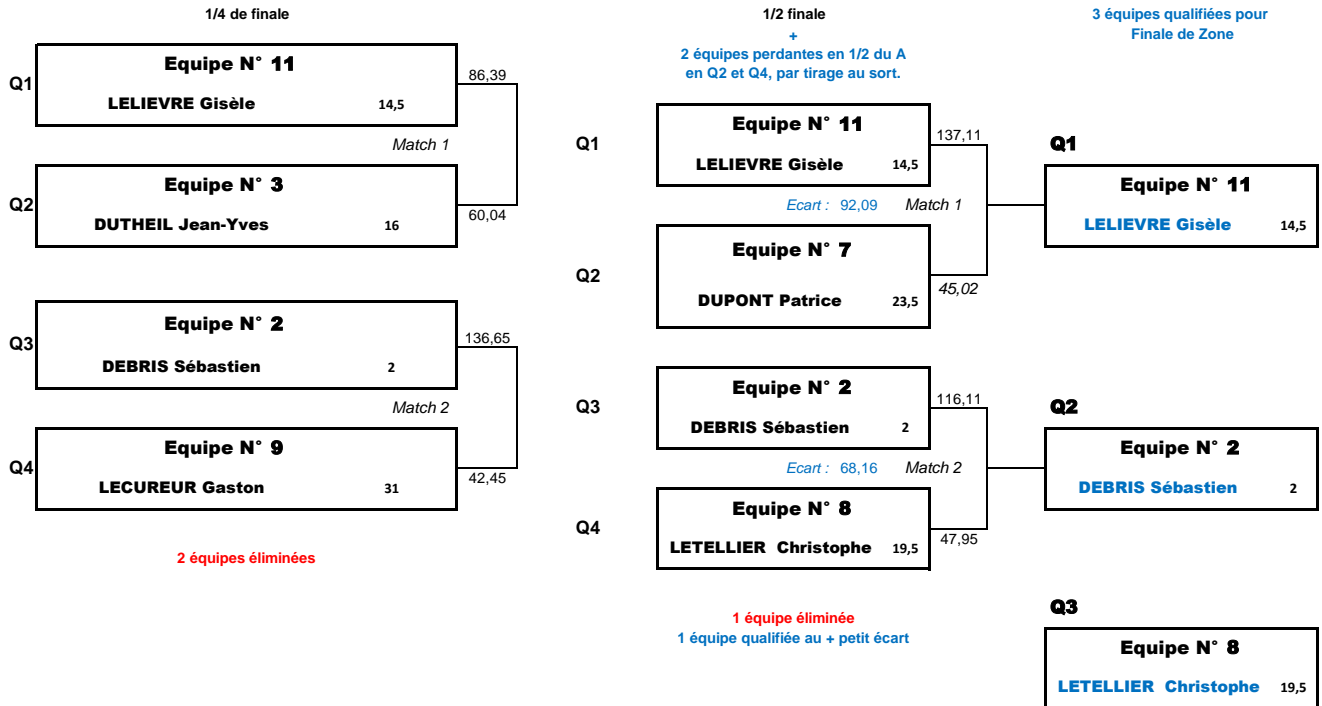 1/4 de finale
Q1
Equipe N° 11
LELIEVRE Gisèle 14,5
86,39
Match 1
Q2
Equipe N° 3
DUTHEIL Jean-Yves 16
60,04
Q3
Equipe N° 2
DEBRIS Sébastien 2
136,65
Match 2
Q4
Equipe N° 9
LECUREUR Gaston 31
42,45
2 équipes éliminées
1/2 finale
+
2 équipes perdantes en 1/2 du A
en Q2 et Q4, par tirage au sort.
Q1
Equipe N° 11
LELIEVRE Gisèle 14,5
137,11
Ecart : 92,09 Match 1
Q2
Equipe N° 7
DUPONT Patrice 23,5
45,02
Q3
Equipe N° 2
DEBRIS Sébastien 2
116,11
Ecart : 68,16 Match 2
Q4
Equipe N° 8
LETELLIER Christophe 19,5
47,95
1 équipe éliminée
1 équipe qualifiée au + petit écart
3 équipes qualifiées pour
Finale de Zone
Q1
Equipe N° 11
LELIEVRE Gisèle 14,5
Q2
Equipe N° 2
DEBRIS Sébastien 2
Q3
Equipe N° 8
LETELLIER Christophe 19,5